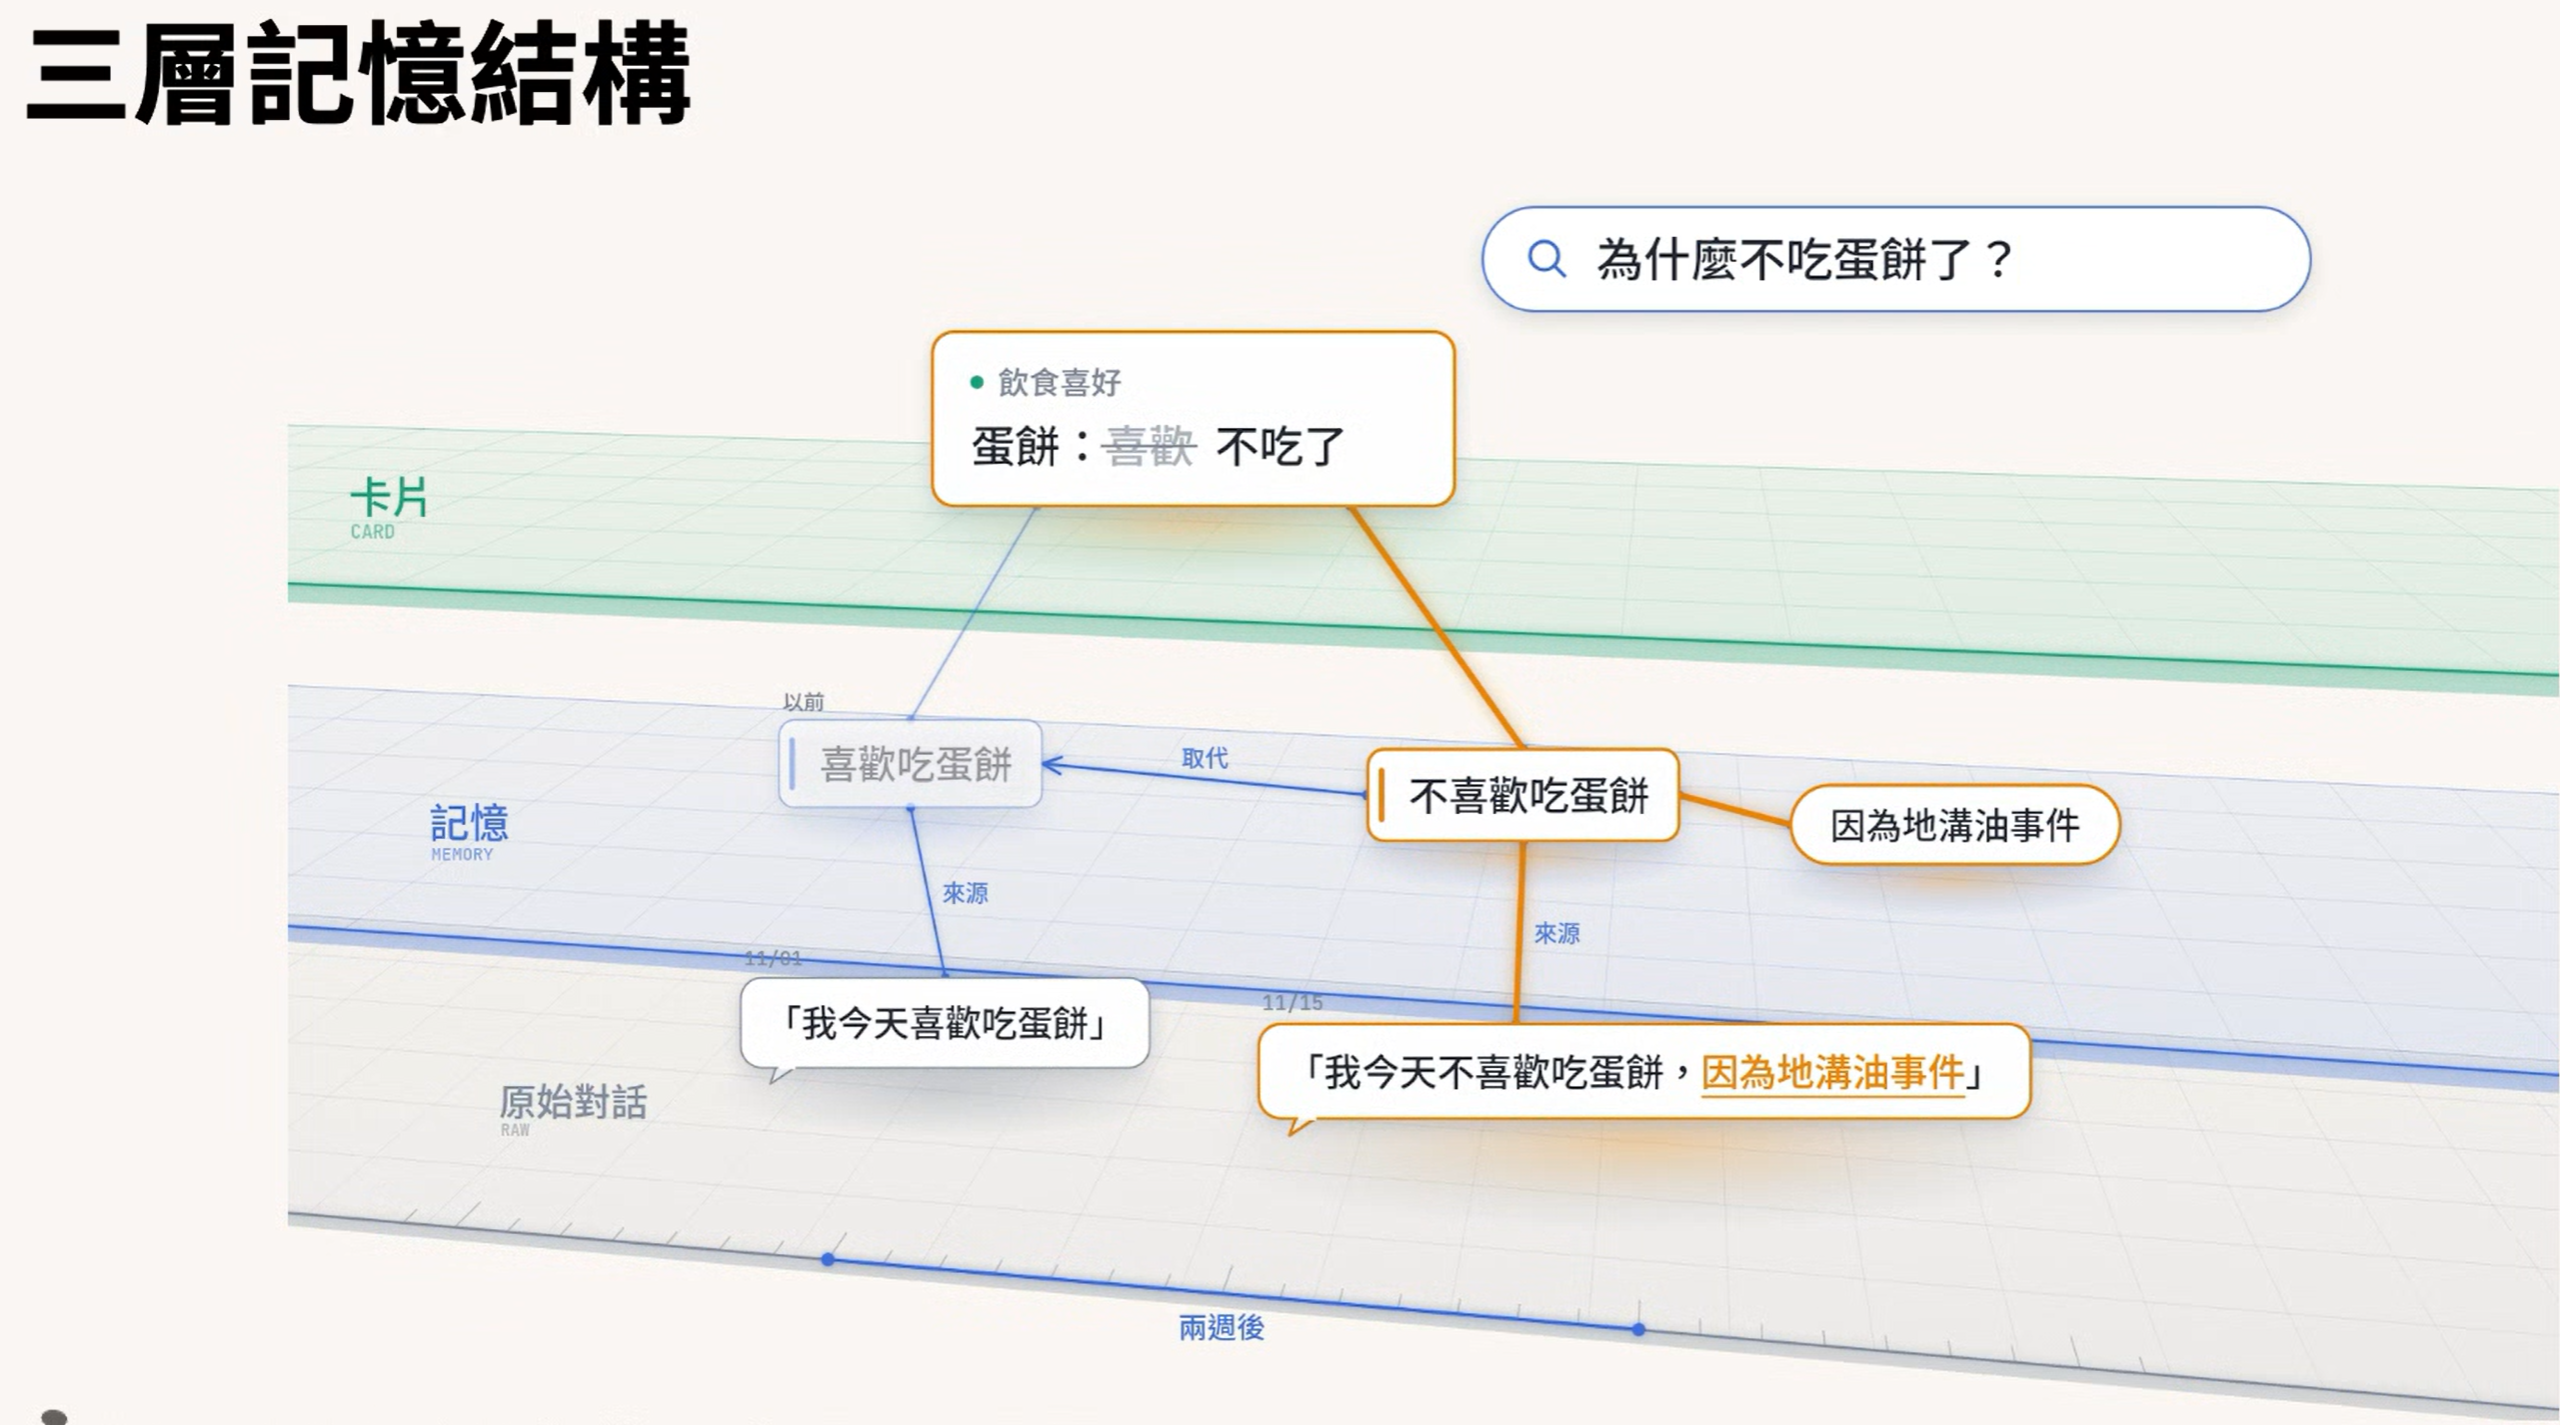 三層記憶結構
為什麼不吃蛋餅了？
飲食喜好
蛋餅：喜歡 不吃了
卡片
CARD
以前
喜歡吃蛋餅
取代
不喜歡吃蛋餅
因為地溝油事件
記憶
MEMORY
來源
來源
11/01
「我今天喜歡吃蛋餅」
11/15
「我今天不喜歡吃蛋餅，因為地溝油事件」
原始對話
RAW
兩週後